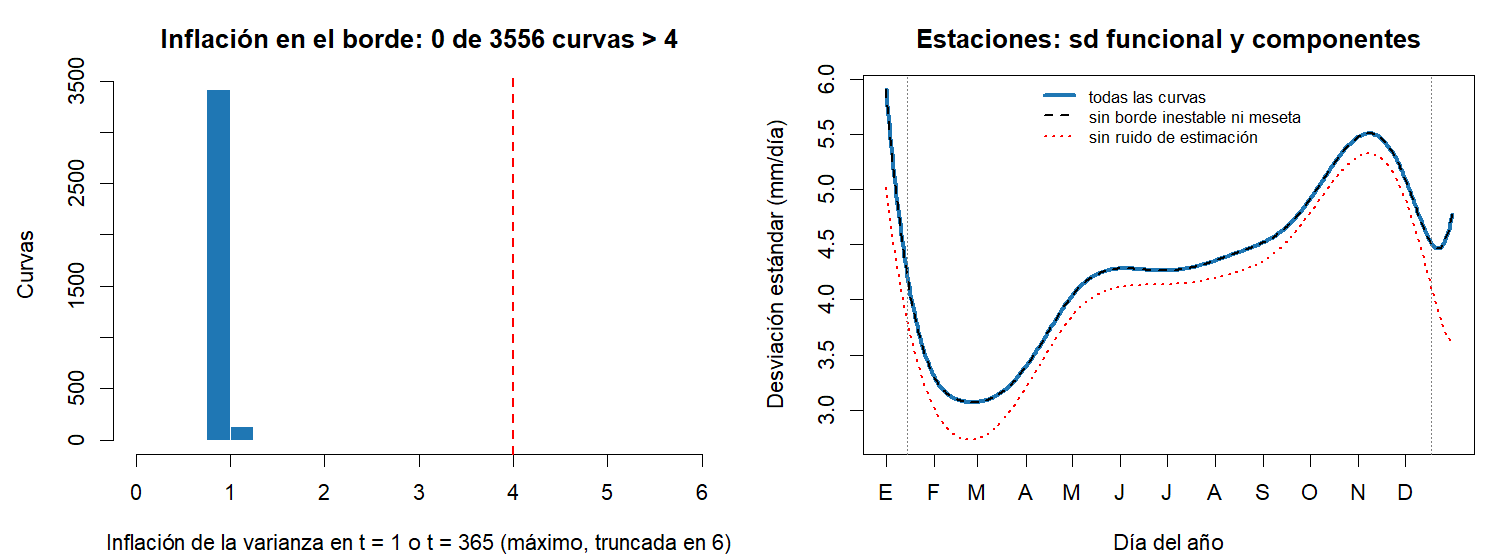 Inflación en el borde: 0 de 3556 curvas > 4
Curvas
0
500
1500
2500
3500
0 1 2 3 4 5 6
Inflación de la varianza en t = 1 o t = 365 (máximo, truncada en 6)
Estaciones: sd funcional y componentes
todas las curvas
sin borde inestable ni meseta
sin ruido de estimación
Desviación estándar (mm/día)
3.0
3.5
4.0
4.5
5.0
5.5
6.0
E F M A M J J A S O N D
Día del año